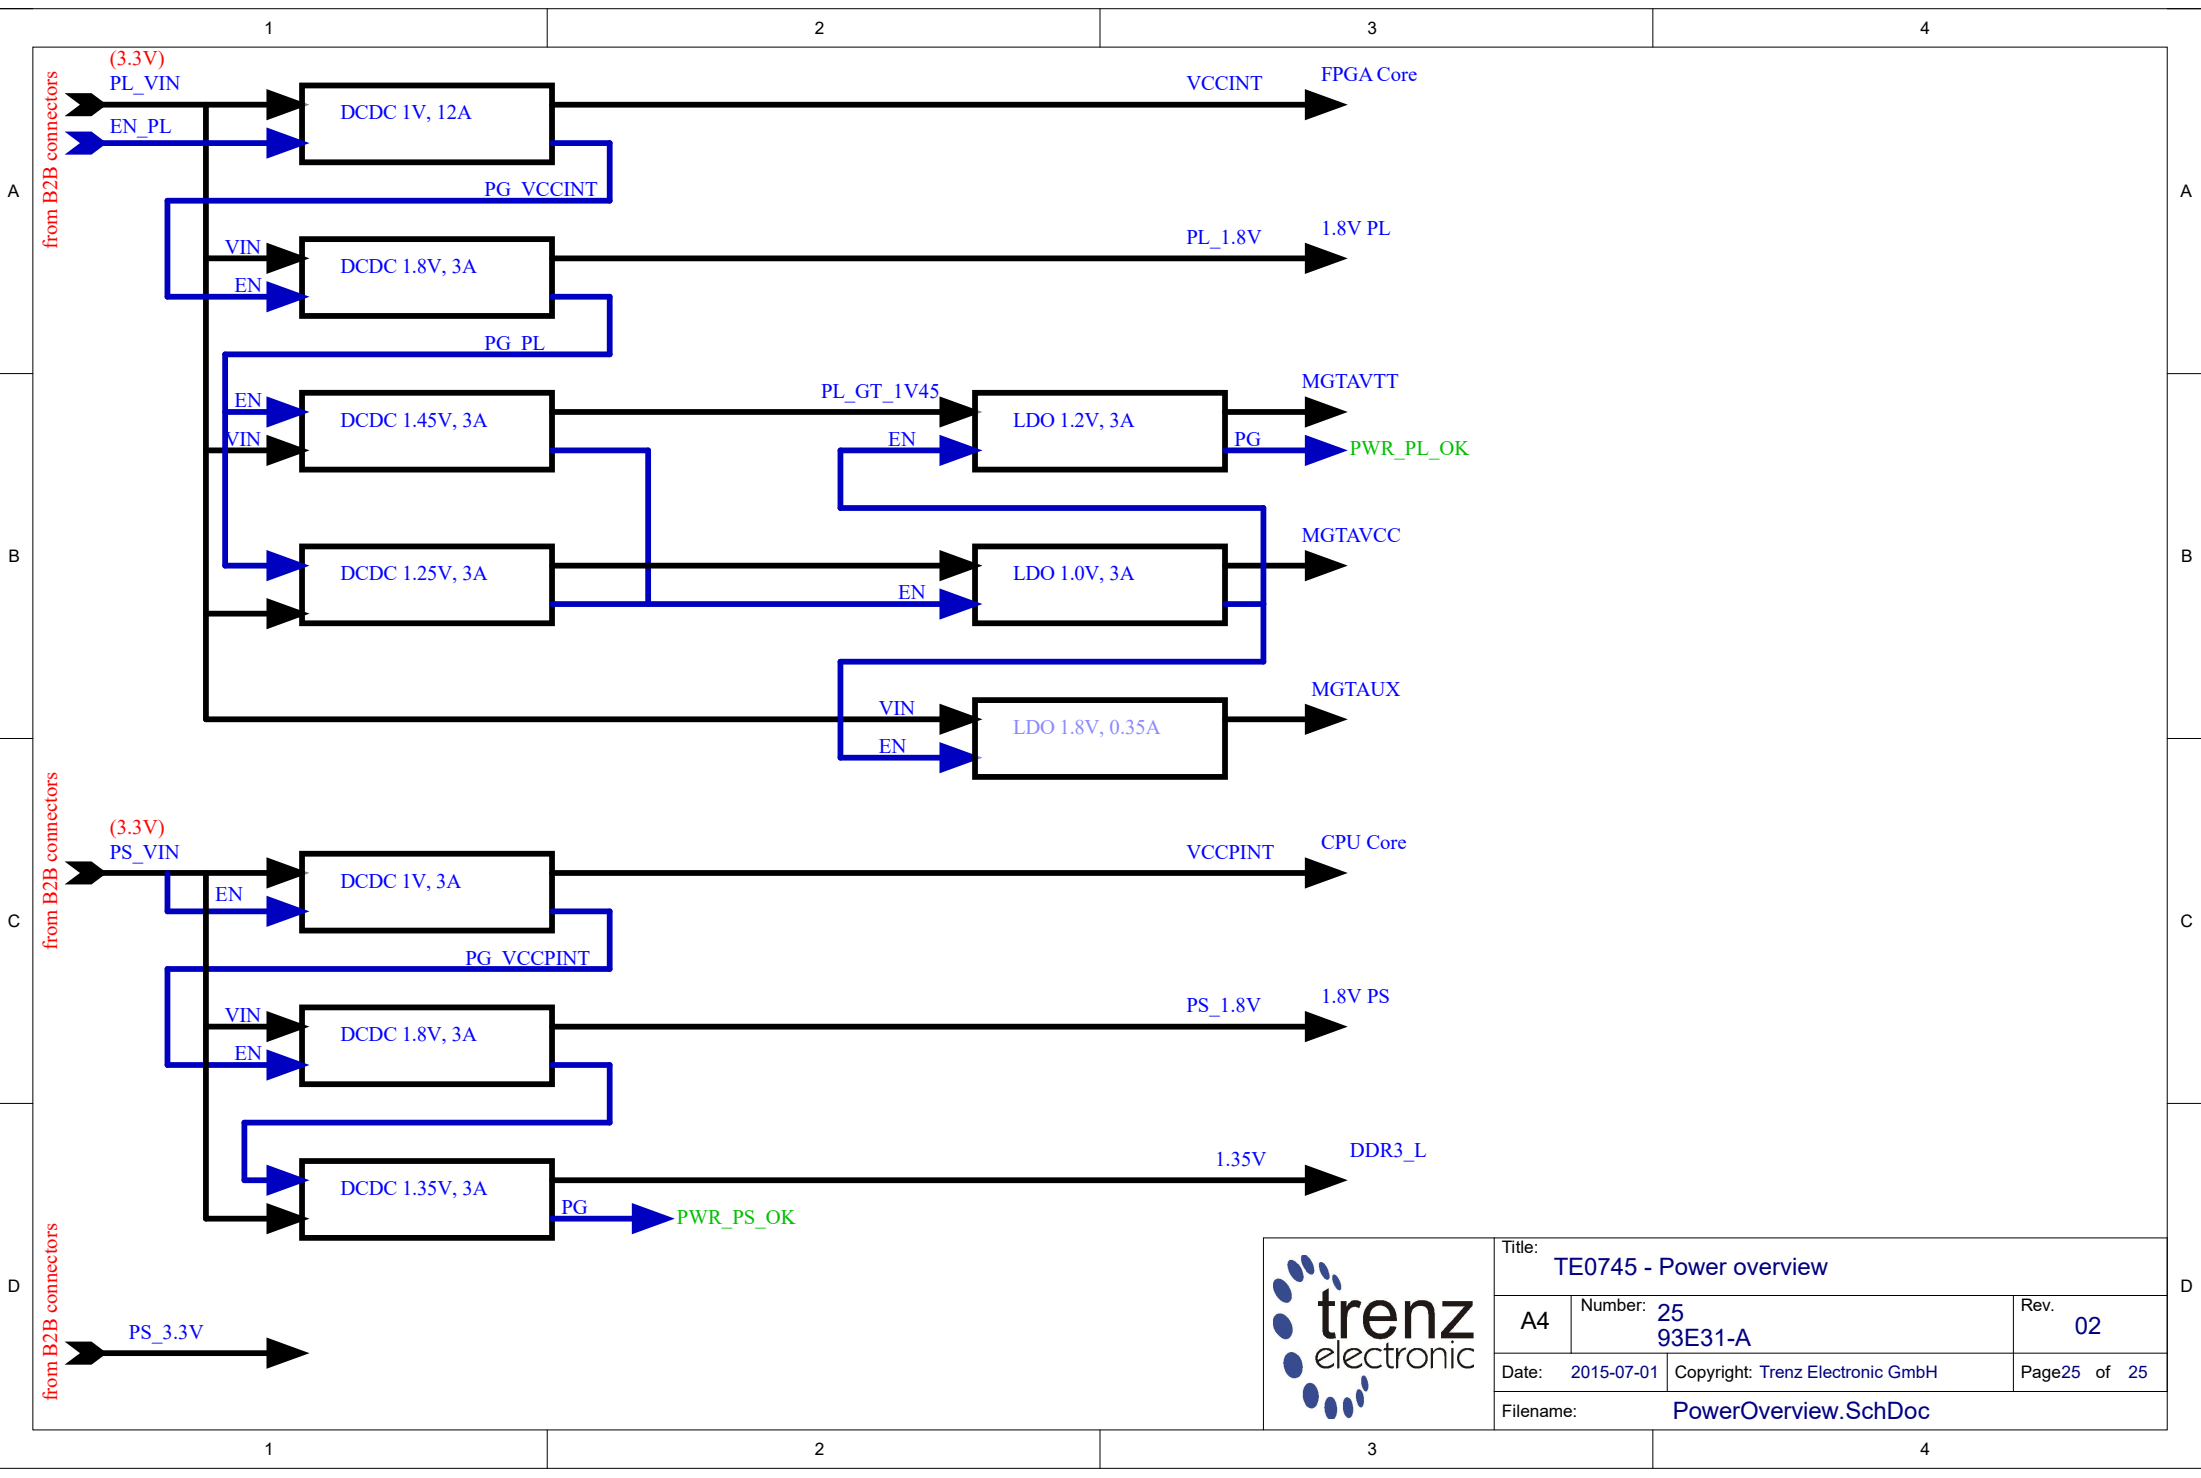 1 2 3 4
A A
B B
C C
D D
from B2B connectors
(3.3V)
PL_VIN
EN_PL
DCDC 1V, 12A
VCCINT
FPGA Core
PG_VCCINT
VIN
EN
DCDC 1.8V, 3A
PL_1.8V
1.8V PL
PG_PL
EN
VIN
DCDC 1.45V, 3A
PL_GT_1V45
EN
LDO 1.2V, 3A
MGTAVTT
PG
PWR_PL_OK
DCDC 1.25V, 3A
EN
LDO 1.0V, 3A
MGTAVCC
VIN
EN
LDO 1.8V, 0.35A
MGTAUX
from B2B connectors
(3.3V)
PS_VIN
EN
DCDC 1V, 3A
VCCPINT
CPU Core
PG_VCCPINT
VIN
EN
DCDC 1.8V, 3A
PS_1.8V
1.8V PS
DCDC 1.35V, 3A
1.35V
DDR3_L
PG
PWR_PS_OK
from B2B connectors
PS_3.3V
trenz
electronic
Title:
TE0745 - Power overview
A4
Number: 25
93E31-A
Rev.
02
Date: 2015-07-01
Copyright: Trenz Electronic GmbH
Page25 of 25
Filename: PowerOverview.SchDoc
1 2 3 4